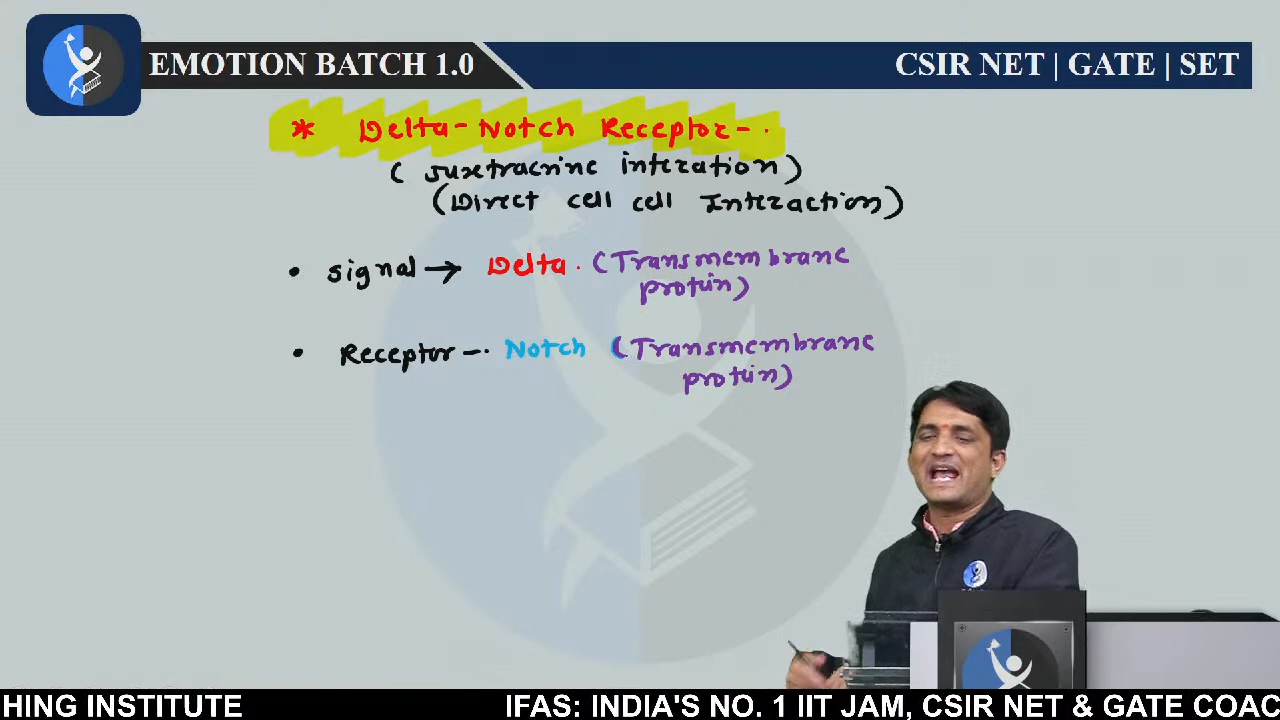 EMOTION BATCH 1.0
CSIR NET | GATE | SET
* Delta-Notch Receptor-.
(Juxtracrine interation)
(Direct cell cell Interaction)
• signal → Delta. (Transmembrane
protein)
• Receptor-. Notch (Transmembrane
protein)
HING INSTITUTE IFAS: INDIA'S NO. 1 IIT JAM, CSIR NET & GATE COAC